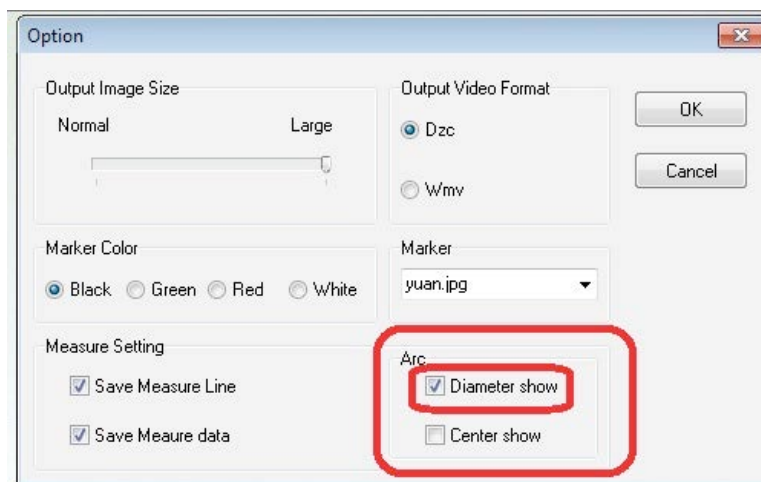 Option
Output Image Size
Normal Large
Output Video Format
Dzc
Wmv
OK
Cancel
Marker Color
Black Green Red White
Marker
yuan.jpg
Measure Setting
Save Measure Line
Save Meaure data
Arc
Diameter show
Center show